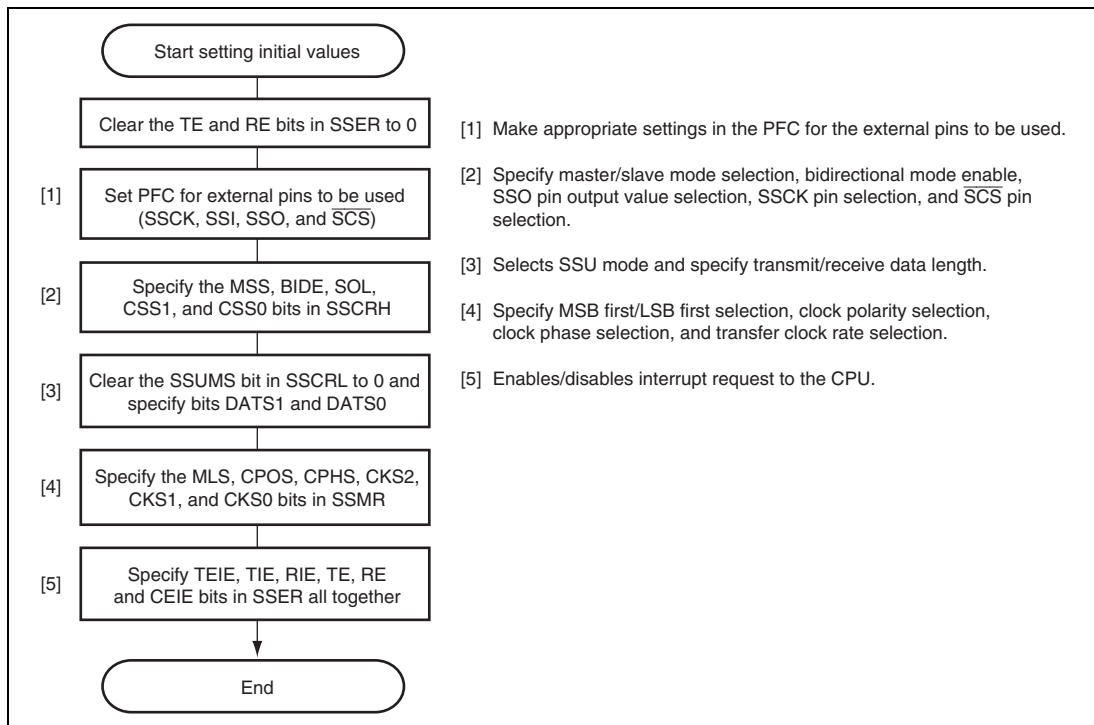 Start setting initial values
Clear the TE and RE bits in SSER to 0
[1]
Set PFC for external pins to be used
(SSCK, SSI, SSO, and S̅C̅S̅)
[2]
Specify the MSS, BIDE, SOL,
CSS1, and CSS0 bits in SSCRH
[3]
Clear the SSUMS bit in SSCRL to 0 and
specify bits DATS1 and DATS0
[4]
Specify the MLS, CPOS, CPHS, CKS2,
CKS1, and CKS0 bits in SSMR
[5]
Specify TEIE, TIE, RIE, TE, RE
and CEIE bits in SSER all together
End
[1] Make appropriate settings in the PFC for the external pins to be used.
[2] Specify master/slave mode selection, bidirectional mode enable,
SSO pin output value selection, SSCK pin selection, and S̅C̅S̅ pin
selection.
[3] Selects SSU mode and specify transmit/receive data length.
[4] Specify MSB first/LSB first selection, clock polarity selection,
clock phase selection, and transfer clock rate selection.
[5] Enables/disables interrupt request to the CPU.